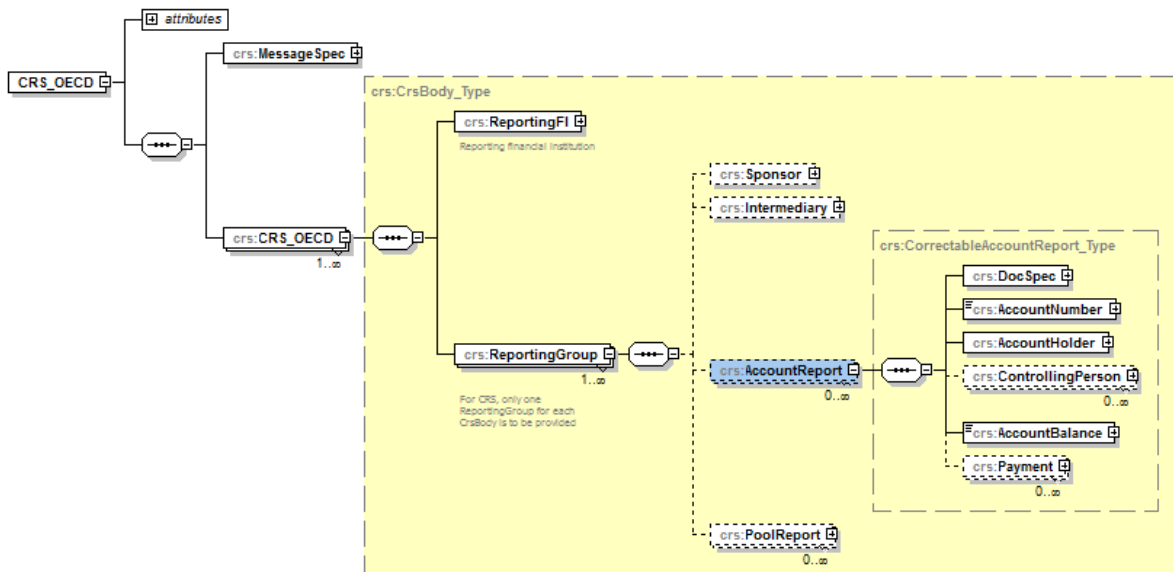 attributes
crs:MessageSpec
CRS_OECD
crs:CrsBody_Type
crs:ReportingFI
Reporting financial institution
crs:Sponsor
crs:Intermediary
crs:CRS_OECD
1..∞
crs:CorrectableAccountReport_Type
crs:DocSpec
crs:AccountNumber
crs:AccountHolder
crs:ReportingGroup
1..∞
For CRS, only one
ReportingGroup for each
CrsBody is to be provided
crs:AccountReport
0..∞
crs:ControllingPerson
0..∞
crs:AccountBalance
crs:Payment
0..∞
crs:PoolReport
0..∞